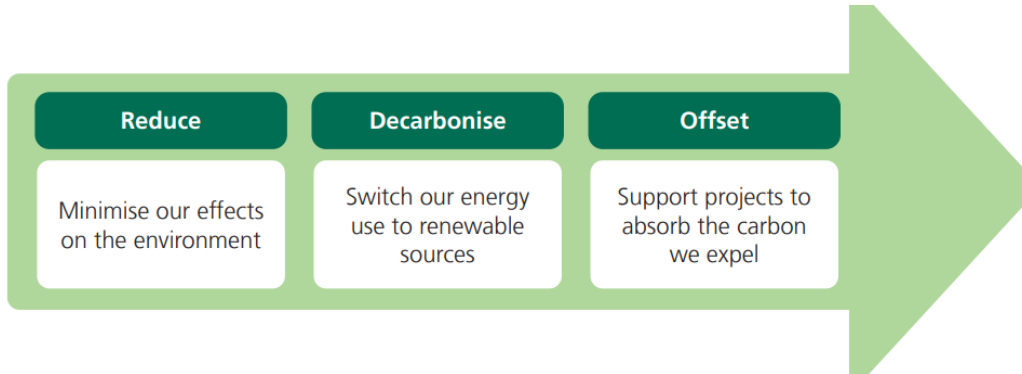 Reduce
Minimise our effects
on the environment
Decarbonise
Switch our energy
use to renewable
sources
Offset
Support projects to
absorb the carbon
we expel